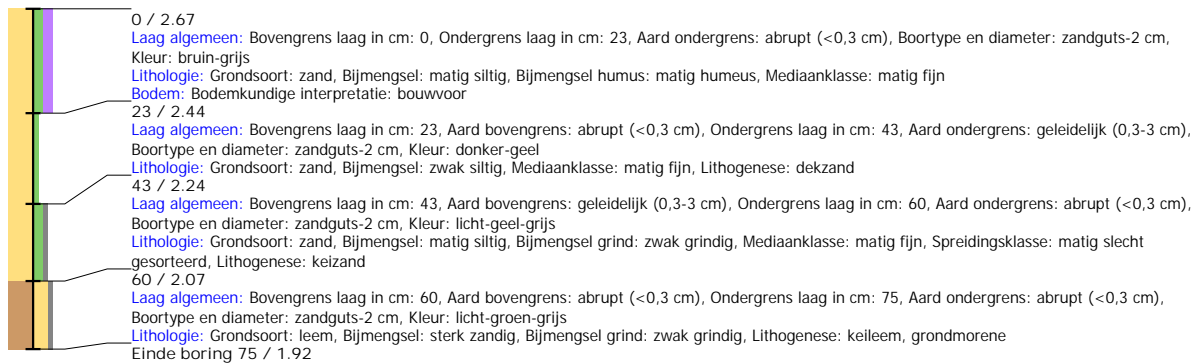 0 / 2.67
Laag algemeen: Bovengrens laag in cm: 0, Ondergrens laag in cm: 23, Aard ondergrens: abrupt (<0,3 cm), Boortype en diameter: zandguts-2 cm,
Kleur: bruin-grijs
Lithologie: Grondsoort: zand, Bijmengsel: matig siltig, Bijmengsel humus: matig humeus, Mediaanklasse: matig fijn
Bodem: Bodemkundige interpretatie: bouwvoor
23 / 2.44
Laag algemeen: Bovengrens laag in cm: 23, Aard bovengrens: abrupt (<0,3 cm), Ondergrens laag in cm: 43, Aard ondergrens: geleidelijk (0,3-3 cm),
Boortype en diameter: zandguts-2 cm, Kleur: donker-geel
Lithologie: Grondsoort: zand, Bijmengsel: zwak siltig, Mediaanklasse: matig fijn, Lithogenese: dekzand
43 / 2.24
Laag algemeen: Bovengrens laag in cm: 43, Aard bovengrens: geleidelijk (0,3-3 cm), Ondergrens laag in cm: 60, Aard ondergrens: abrupt (<0,3 cm),
Boortype en diameter: zandguts-2 cm, Kleur: licht-geel-grijs
Lithologie: Grondsoort: zand, Bijmengsel: matig siltig, Bijmengsel grind: zwak grindig, Mediaanklasse: matig fijn, Spreidingsklasse: matig slecht
gesorteerd, Lithogenese: keizand
60 / 2.07
Laag algemeen: Bovengrens laag in cm: 60, Aard bovengrens: abrupt (<0,3 cm), Ondergrens laag in cm: 75, Aard ondergrens: abrupt (<0,3 cm),
Boortype en diameter: zandguts-2 cm, Kleur: licht-groen-grijs
Lithologie: Grondsoort: leem, Bijmengsel: sterk zandig, Bijmengsel grind: zwak grindig, Lithogenese: keileem, grondmorene
Einde boring 75 / 1.92